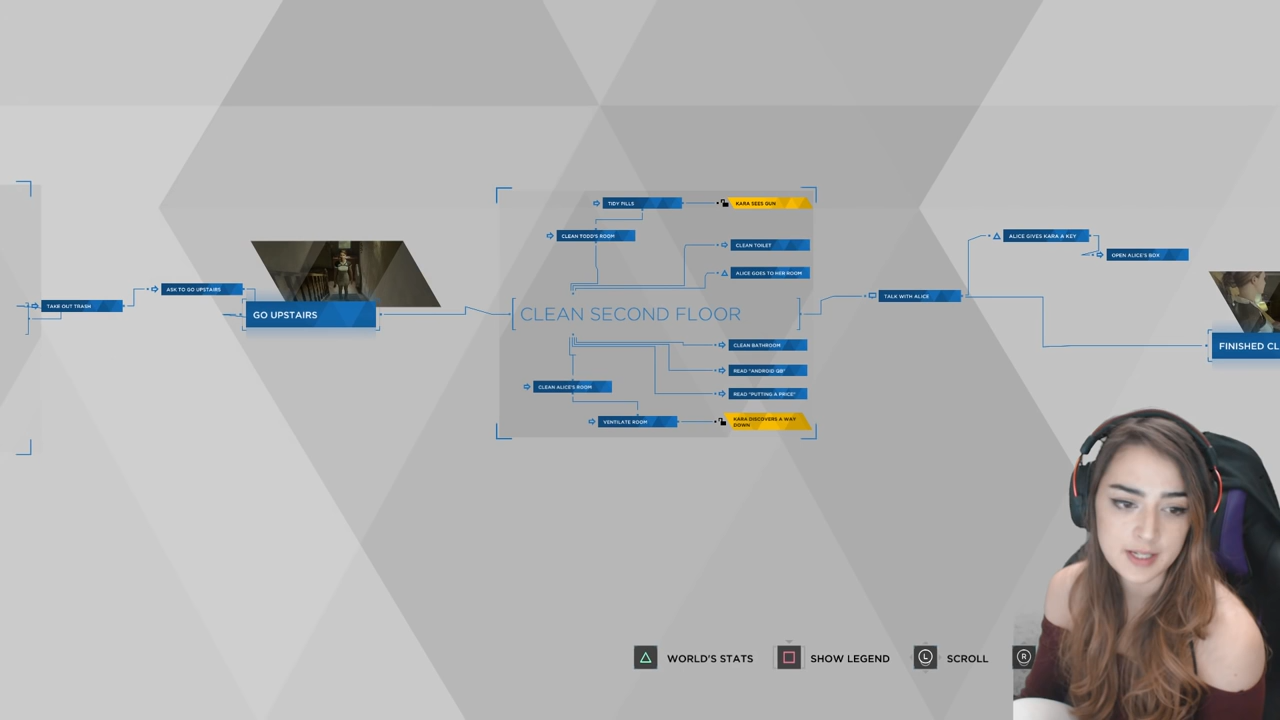 TAKE OUT TRASH
ASK TO GO UPSTAIRS
GO UPSTAIRS
TIDY PILLS
KARA SEES GUN
CLEAN TODD'S ROOM
CLEAN TOILET
ALICE GOES TO HER ROOM
CLEAN SECOND FLOOR
CLEAN BATHROOM
READ "ANDROID QB"
CLEAN ALICE'S ROOM
READ "PUTTING A PRICE"
VENTILATE ROOM
KARA DISCOVERS A WAY
DOWN
TALK WITH ALICE
ALICE GIVES KARA A KEY
OPEN ALICE'S BOX
FINISHED CL
WORLD'S STATS
SHOW LEGEND
L
SCROLL
R